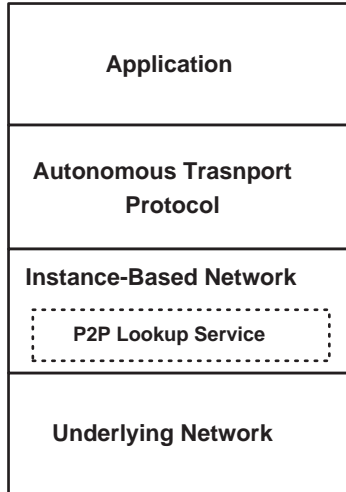 Application
Autonomous Trasnport
Protocol
Instance-Based Network
P2P Lookup Service
Underlying Network